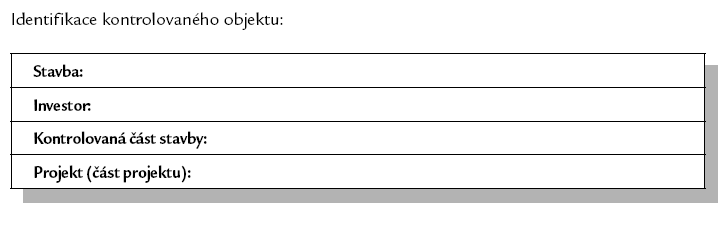 Identifikace kontrolovaného objektu:
Stavba:
Investor:
Kontrolovaná část stavby:
Projekt (část projektu):